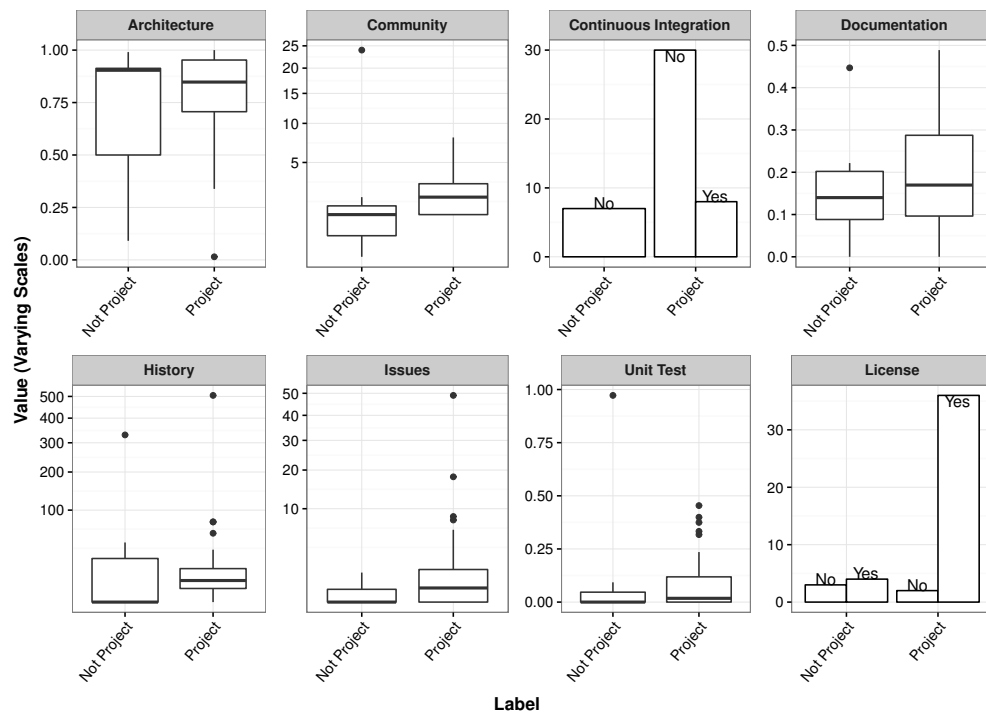 Architecture
Community
Continuous Integration
Documentation
1.00
0.75
0.50
0.25
0.00
Not Project
Project
25
20
15
10
5
Not Project
Project
30
20
10
0
No
No
Yes
Not Project
Project
0.5
0.4
0.3
0.2
0.1
0.0
Not Project
Project
Value (Varying Scales)
History
Issues
Unit Test
License
500
400
300
200
100
Not Project
Project
50
40
30
20
10
Not Project
Project
1.00
0.75
0.50
0.25
0.00
Not Project
Project
30
20
10
0
No
Yes
No
Yes
Not Project
Project
Label